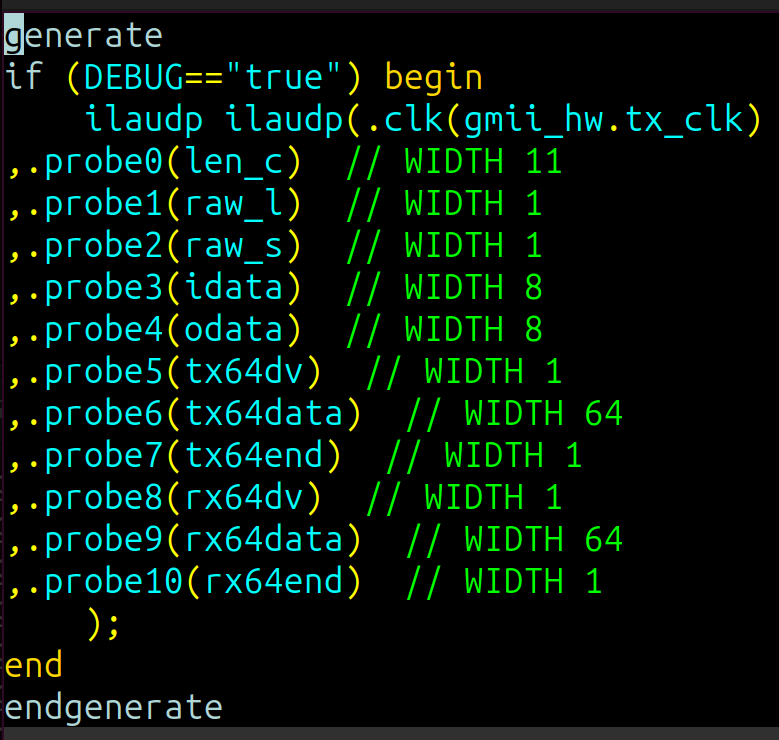 generate
if (DEBUG=="true") begin
    ilaudp ilaudp(.clk(gmii_hw.tx_clk)
,.probe0(len_c)  // WIDTH 11
,.probe1(raw_l)  // WIDTH 1
,.probe2(raw_s)  // WIDTH 1
,.probe3(idata)  // WIDTH 8
,.probe4(odata)  // WIDTH 8
,.probe5(tx64dv)  // WIDTH 1
,.probe6(tx64data)  // WIDTH 64
,.probe7(tx64end)  // WIDTH 1
,.probe8(rx64dv)  // WIDTH 1
,.probe9(rx64data)  // WIDTH 64
,.probe10(rx64end)  // WIDTH 1
    );
end
endgenerate